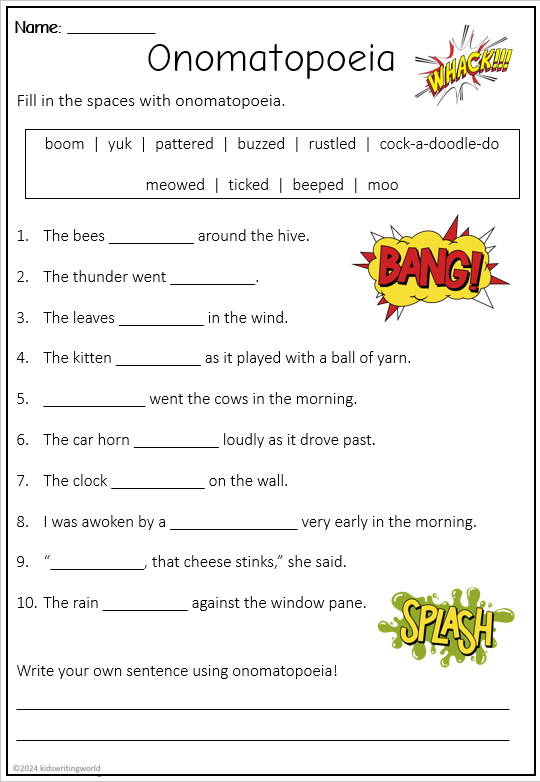 Name: ___________
Onomatopoeia
WHACK!!!
Fill in the spaces with onomatopoeia.
boom | yuk | pattered | buzzed | rustled | cock-a-doodle-do
meowed | ticked | beeped | moo
1. The bees __________ around the hive.
BANG!
2. The thunder went __________.
3. The leaves __________ in the wind.
4. The kitten __________ as it played with a ball of yarn.
5. ____________ went the cows in the morning.
6. The car horn __________ loudly as it drove past.
7. The clock ___________ on the wall.
8. I was awoken by a _______________ very early in the morning.
9. “___________, that cheese stinks,” she said.
10. The rain __________ against the window pane.
SPLASH
Write your own sentence using onomatopoeia!
©2024 kidswritingworld